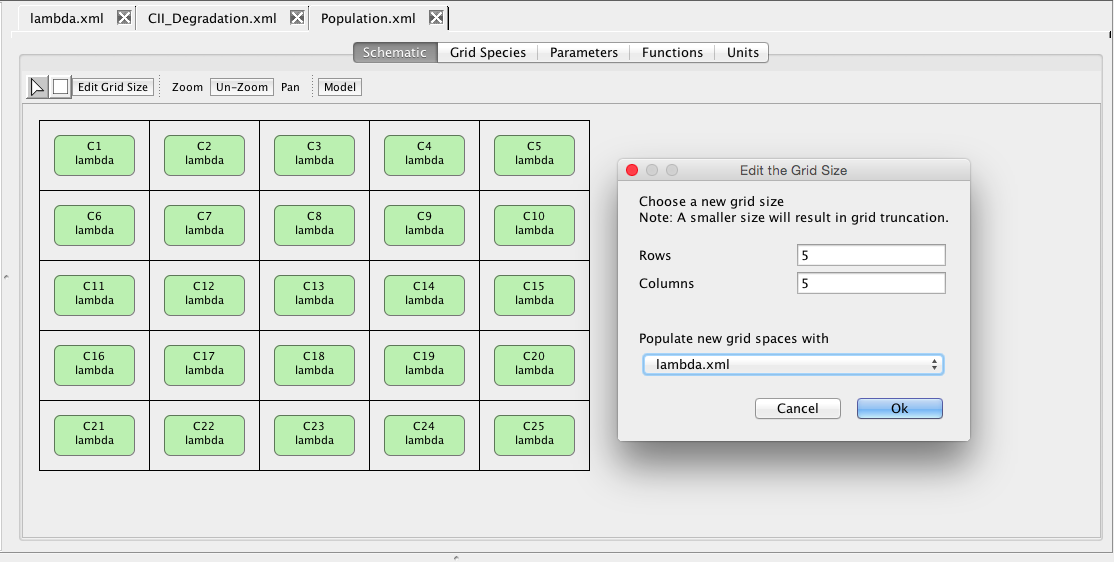 lambda.xml CII_Degradation.xml Population.xml
Schematic Grid Species Parameters Functions Units
Edit Grid Size Zoom Un-Zoom Pan Model
C1 C2 C3 C4 C5
lambda lambda lambda lambda lambda
C6 C7 C8 C9 C10
lambda lambda lambda lambda lambda
C11 C12 C13 C14 C15
lambda lambda lambda lambda lambda
C16 C17 C18 C19 C20
lambda lambda lambda lambda lambda
C21 C22 C23 C24 C25
lambda lambda lambda lambda lambda
Edit the Grid Size
Choose a new grid size
Note: A smaller size will result in grid truncation.
Rows 5
Columns 5
Populate new grid spaces with
lambda.xml
Cancel Ok